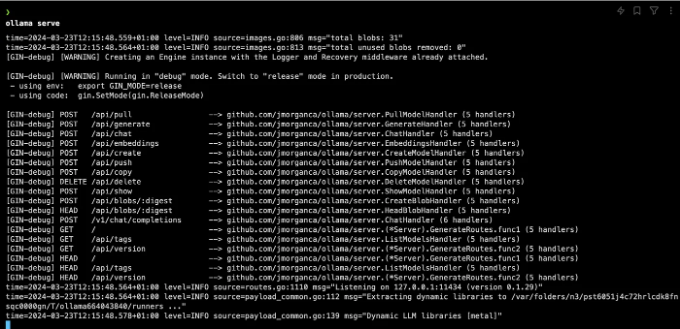 ❯
ollama serve
time=2024-03-23T12:15:48.559+01:00 level=INFO source=images.go:806 msg="total blobs: 31"
time=2024-03-23T12:15:48.564+01:00 level=INFO source=images.go:813 msg="total unused blobs removed: 0"
[GIN-debug] [WARNING] Creating an Engine instance with the Logger and Recovery middleware already attached.
[GIN-debug] [WARNING] Running in "debug" mode. Switch to "release" mode in production.
- using env: export GIN_MODE=release
- using code: gin.SetMode(gin.ReleaseMode)
[GIN-debug] POST /api/pull --> github.com/jmorganca/ollama/server.PullModelHandler (5 handlers)
[GIN-debug] POST /api/generate --> github.com/jmorganca/ollama/server.GenerateHandler (5 handlers)
[GIN-debug] POST /api/chat --> github.com/jmorganca/ollama/server.ChatHandler (5 handlers)
[GIN-debug] POST /api/embeddings --> github.com/jmorganca/ollama/server.EmbeddingsHandler (5 handlers)
[GIN-debug] POST /api/create --> github.com/jmorganca/ollama/server.CreateModelHandler (5 handlers)
[GIN-debug] POST /api/push --> github.com/jmorganca/ollama/server.PushModelHandler (5 handlers)
[GIN-debug] POST /api/copy --> github.com/jmorganca/ollama/server.CopyModelHandler (5 handlers)
[GIN-debug] DELETE /api/delete --> github.com/jmorganca/ollama/server.DeleteModelHandler (5 handlers)
[GIN-debug] POST /api/show --> github.com/jmorganca/ollama/server.ShowModelHandler (5 handlers)
[GIN-debug] POST /api/blobs/:digest --> github.com/jmorganca/ollama/server.CreateBlobHandler (5 handlers)
[GIN-debug] HEAD /api/blobs/:digest --> github.com/jmorganca/ollama/server.HeadBlobHandler (5 handlers)
[GIN-debug] POST /v1/chat/completions --> github.com/jmorganca/ollama/server.ChatHandler (6 handlers)
[GIN-debug] GET / --> github.com/jmorganca/ollama/server.(*Server).GenerateRoutes.func1 (5 handlers)
[GIN-debug] GET /api/tags --> github.com/jmorganca/ollama/server.ListModelsHandler (5 handlers)
[GIN-debug] GET /api/version --> github.com/jmorganca/ollama/server.(*Server).GenerateRoutes.func2 (5 handlers)
[GIN-debug] HEAD / --> github.com/jmorganca/ollama/server.(*Server).GenerateRoutes.func1 (5 handlers)
[GIN-debug] HEAD /api/tags --> github.com/jmorganca/ollama/server.ListModelsHandler (5 handlers)
[GIN-debug] HEAD /api/version --> github.com/jmorganca/ollama/server.(*Server).GenerateRoutes.func2 (5 handlers)
time=2024-03-23T12:15:48.564+01:00 level=INFO source=routes.go:1110 msg="Listening on 127.0.0.1:11434 (version 0.1.29)"
time=2024-03-23T12:15:48.564+01:00 level=INFO source=payload_common.go:112 msg="Extracting dynamic libraries to /var/folders/n3/pst6051j4c72hrlcdk8fn
sqc0000gn/T/ollama664043840/runners ..."
time=2024-03-23T12:15:48.578+01:00 level=INFO source=payload_common.go:139 msg="Dynamic LLM libraries [metal]"